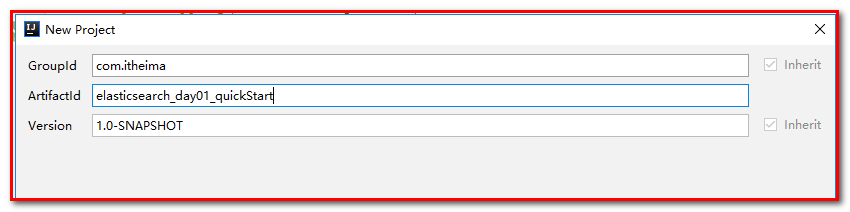 New Project
GroupId com.itheima Inherit
ArtifactId elasticsearch_day01_quickStart
Version 1.0-SNAPSHOT Inherit